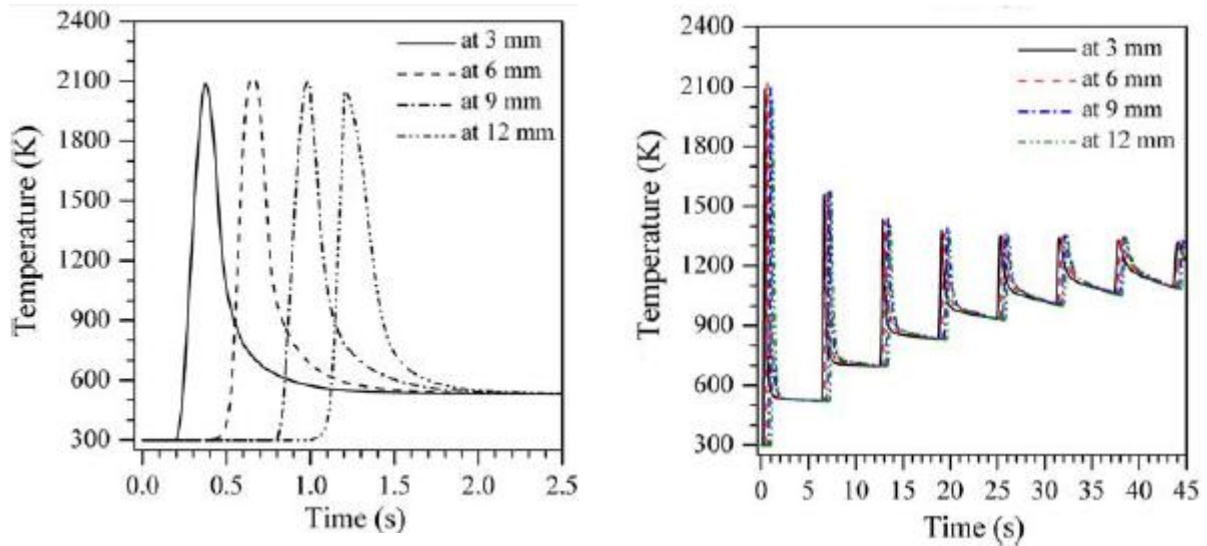 2400
2100
1800
1500
1200
900
600
300
Temperature (K)
at 3 mm
at 6 mm
at 9 mm
at 12 mm
0.0 0.5 1.0 1.5 2.0 2.5
Time (s)
2400
2100
1800
1500
1200
900
600
300
Temperature (K)
at 3 mm
at 6 mm
at 9 mm
at 12 mm
0 5 10 15 20 25 30 35 40 45
Time (s)